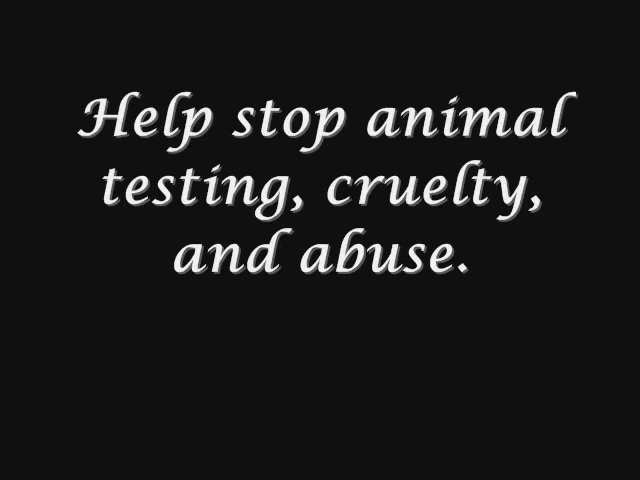 Help stop animal
testing, cruelty,
and abuse.